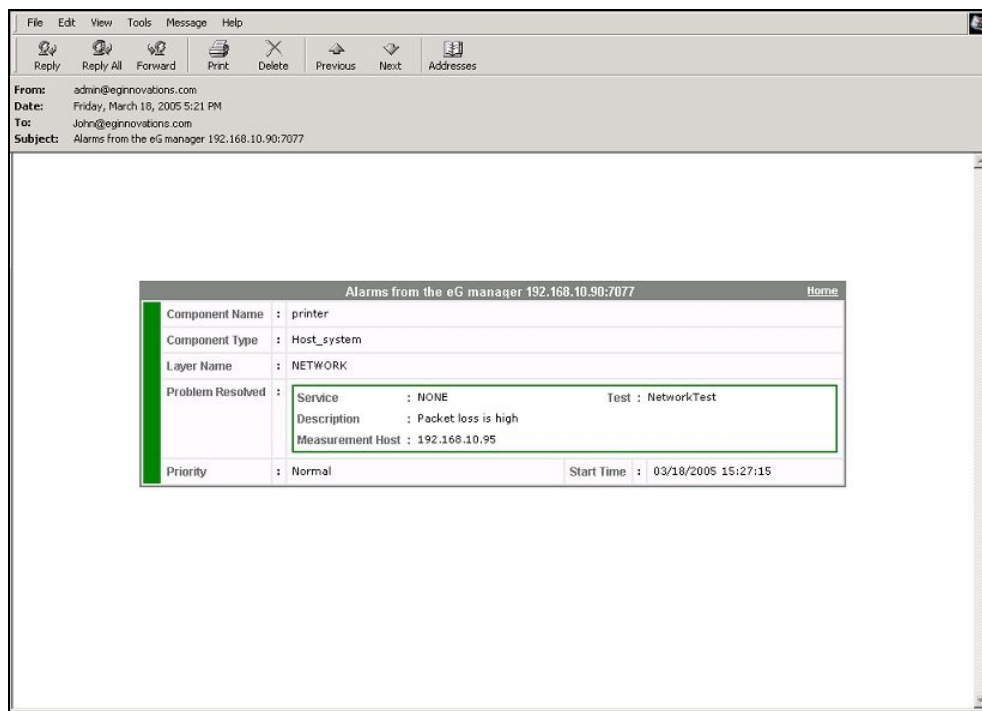 File Edit View Tools Message Help
Reply Reply All Forward Print Delete Previous Next Addresses
From: admin@eginnovations.com
Date: Friday, March 18, 2005 5:21 PM
To: John@eginnovations.com
Subject: Alarms from the eG manager 192.168.10.90:7077
Alarms from the eG manager 192.168.10.90:7077 Home
Component Name : printer
Component Type : Host_system
Layer Name : NETWORK
Problem Resolved :
Service : NONE Test : NetworkTest
Description : Packet loss is high
Measurement Host : 192.168.10.95
Priority : Normal Start Time : 03/18/2005 15:27:15